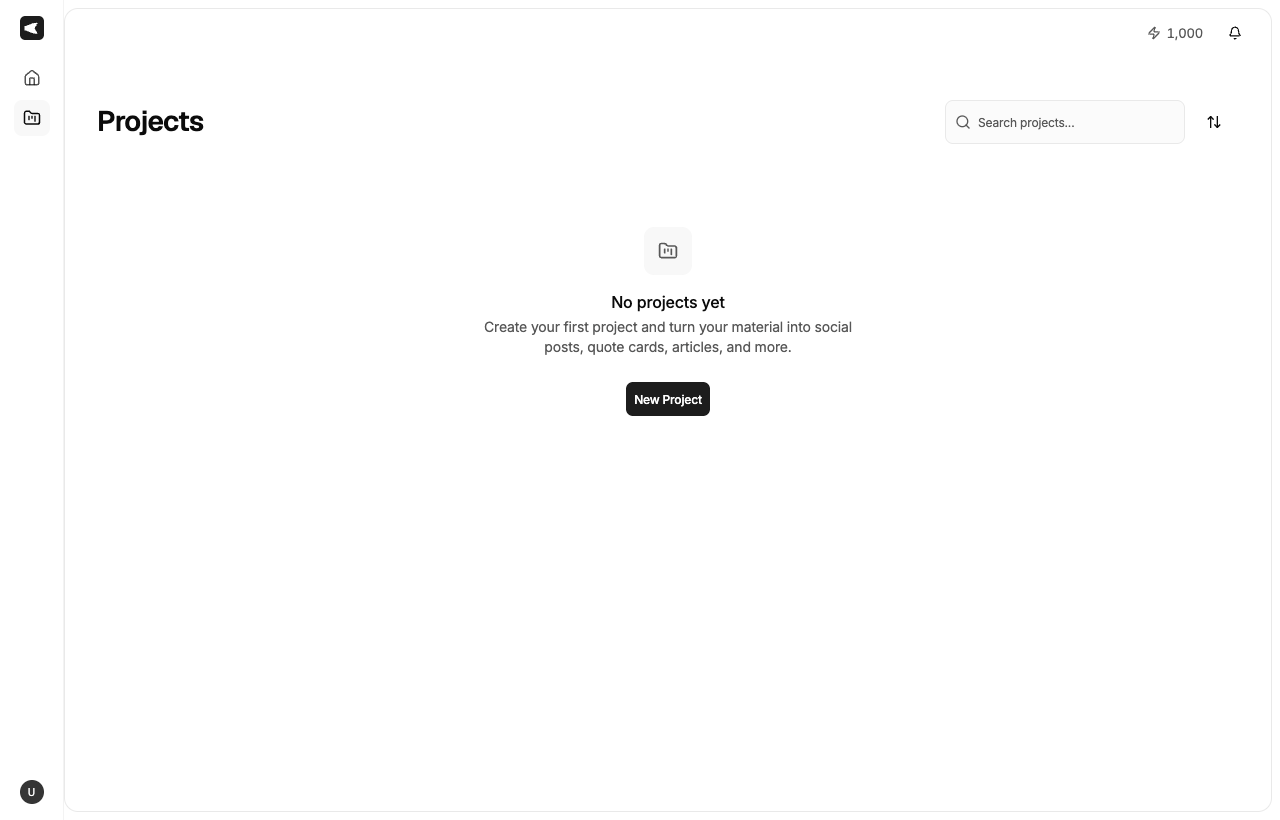 1,000
Projects
Search projects...
No projects yet
Create your first project and turn your material into social
posts, quote cards, articles, and more.
New Project
U